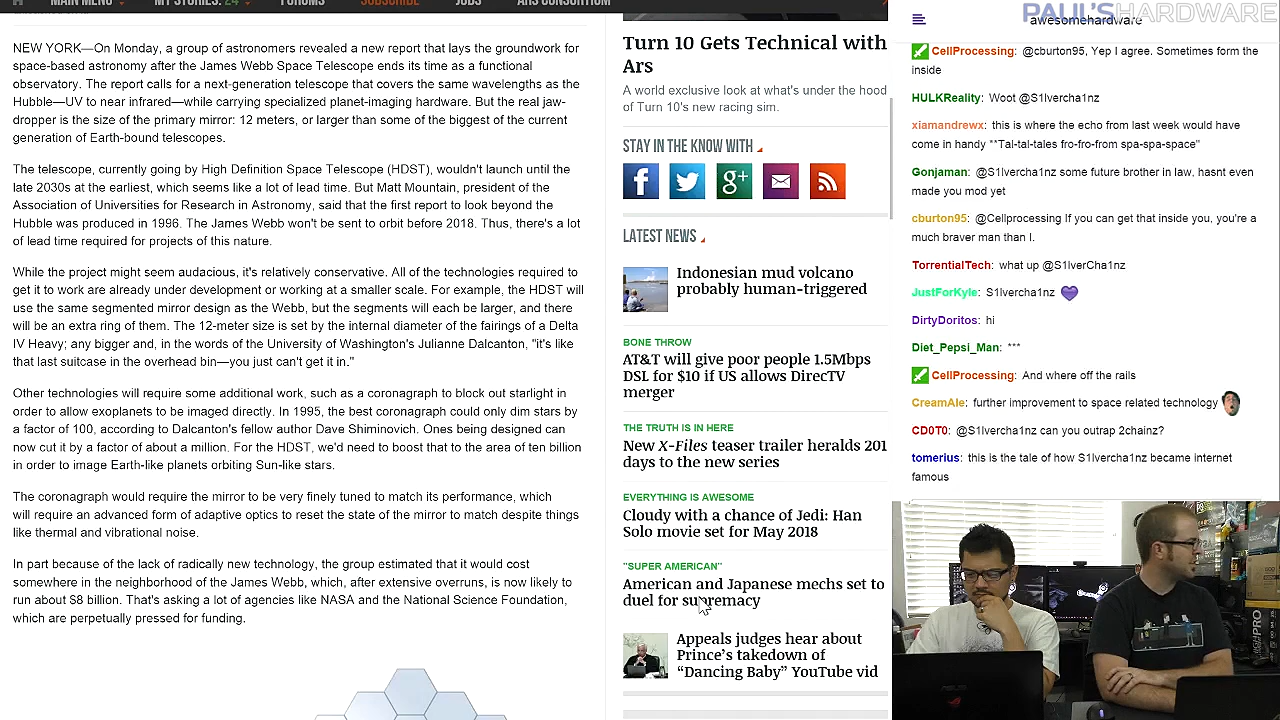 MAIN MENU
MY STORIES: 24
FORUMS
SUBSCRIBE
JOBS
ARS CONSORTIUM
NEW YORK—On Monday, a group of astronomers revealed a new report that lays the groundwork for
space-based astronomy after the James Webb Space Telescope ends its time as a functional
observatory. The report calls for a next-generation telescope that covers the same wavelengths as the
Hubble—UV to near infrared—while carrying specialized planet-imaging hardware. But the real jaw-
dropper is the size of the primary mirror: 12 meters, or larger than some of the biggest of the current
generation of Earth-bound telescopes.
The telescope, currently going by High Definition Space Telescope (HDST), wouldn't launch until the
late 2030s at the earliest, which seems like a lot of lead time. But Matt Mountain, president of the
Association of Universities for Research in Astronomy, said that the first report to look beyond the
Hubble was produced in 1996. The James Webb won't be sent to orbit before 2018. Thus, there's a lot
of lead time required for projects of this nature.
While the project might seem audacious, it's relatively conservative. All of the technologies required to
get it to work are already under development or working at a smaller scale. For example, the HDST will
use the same segmented mirror design as the Webb, but the segments will each be larger, and there
will be an extra ring of them. The 12-meter size is set by the internal diameter of the fairings of a Delta
IV Heavy; any bigger and, in the words of the University of Washington's Julianne Dalcanton, "it's like
that last suitcase in the overhead bin—you just can't get it in."
Other technologies will require some additional work, such as a coronagraph to block out starlight in
order to allow exoplanets to be imaged directly. In 1995, the best coronagraph could only dim stars by
a factor of 100, according to Dalcanton's fellow author Dave Shiminovich. Ones being designed can
now cut it by a factor of about a million. For the HDST, we'd need to boost that to the area of ten billion
in order to image Earth-like planets orbiting Sun-like stars.
The coronagraph would require the mirror to be very finely tuned to match its performance, which
will require an advanced form of adaptive optics to reset the state of the mirror to match despite things
like thermal and vibrational noise.
In part because of the lack of radical new technology, the group estimated that it would cost
somewhere in the neighborhood of the James Webb, which, after extensive overruns, is now likely to
run about $8 billion. That's asking a lot of agencies like NASA and the National Science Foundation,
which are perpetually pressed for funding.
Turn 10 Gets Technical with
Ars
A world exclusive look at what's under the hood
of Turn 10's new racing sim.
STAY IN THE KNOW WITH
LATEST NEWS
Indonesian mud volcano
probably human-triggered
BONE THROW
AT&T will give poor people 1.5Mbps
DSL for $10 if US allows DirecTV
merger
THE TRUTH IS IN HERE
New X-Files teaser trailer heralds 201
days to the new series
EVERYTHING IS AWESOME
Cloudy with a chance of Jedi: Han
Solo movie set for May 2018
"SUPER AMERICAN"
American and Japanese mechs set to
duel for supremacy
Appeals judges hear about
Prince's takedown of
"Dancing Baby" YouTube vid
PAUL'S HARDWARE
awesomehardware
CellProcessing: @cburton95, Yep I agree. Sometimes form the
inside
HULKReality: Woot @S1lvercha1nz
xiamandrewx: this is where the echo from last week would have
come in handy **Tal-tal-tales fro-fro-from spa-spa-space"
Gonjaman: @S1lvercha1nz some future brother in law, hasnt even
made you mod yet
cburton95: @Cellprocessing If you can get that inside you, you're a
much braver man than I.
TorrentialTech: what up @S1lverCha1nz
JustForKyle: S1lvercha1nz
DirtyDoritos: hi
Diet_Pepsi_Man: ***
CellProcessing: And where off the rails
CreamAle: further improvement to space related technology
CD0T0: @S1lvercha1nz can you outrap 2chainz?
tomerius: this is the tale of how S1lvercha1nz became internet
famous